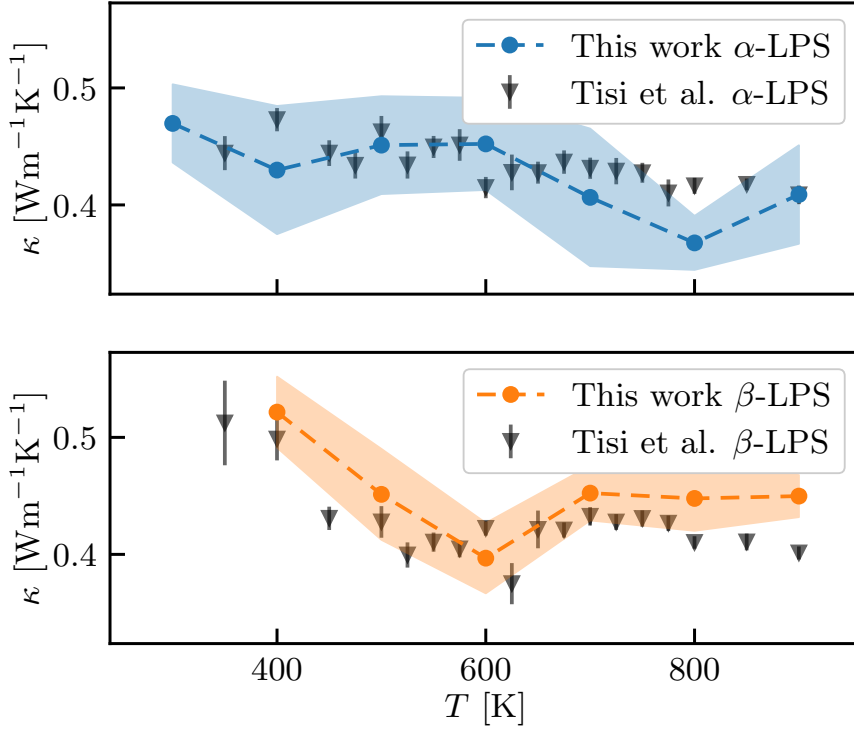 0.5
0.4
κ [Wm⁻¹K⁻¹]
This work α-LPS
Tisi et al. α-LPS
0.5
0.4
κ [Wm⁻¹K⁻¹]
This work β-LPS
Tisi et al. β-LPS
400 600 800
T [K]